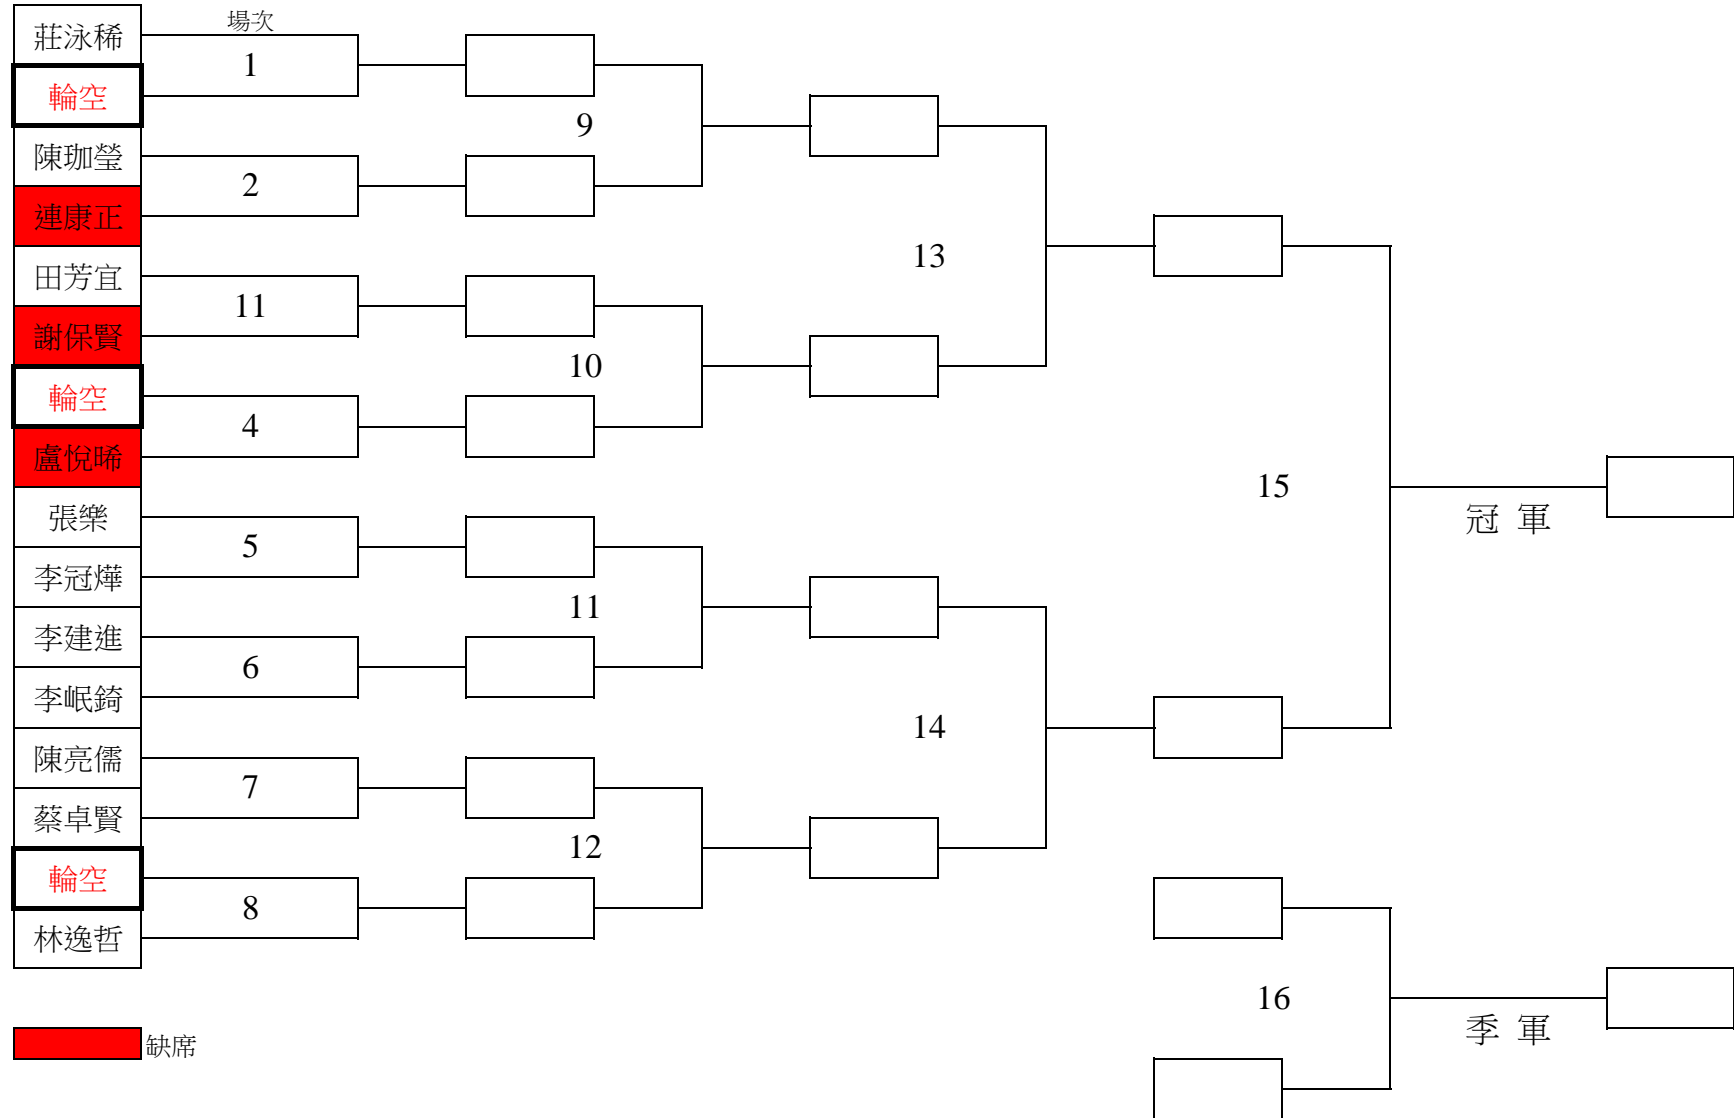 莊泳稀
場次
1
輪空
9
陳珈瑩
2
連康正
13
田芳宜
11
謝保賢
10
輪空
4
盧悅晞
15
張樂
冠 軍
5
李冠燁
11
李建進
6
李岷錡
14
陳亮儒
7
蔡卓賢
12
輪空
8
林逸哲
16
季 軍
缺席